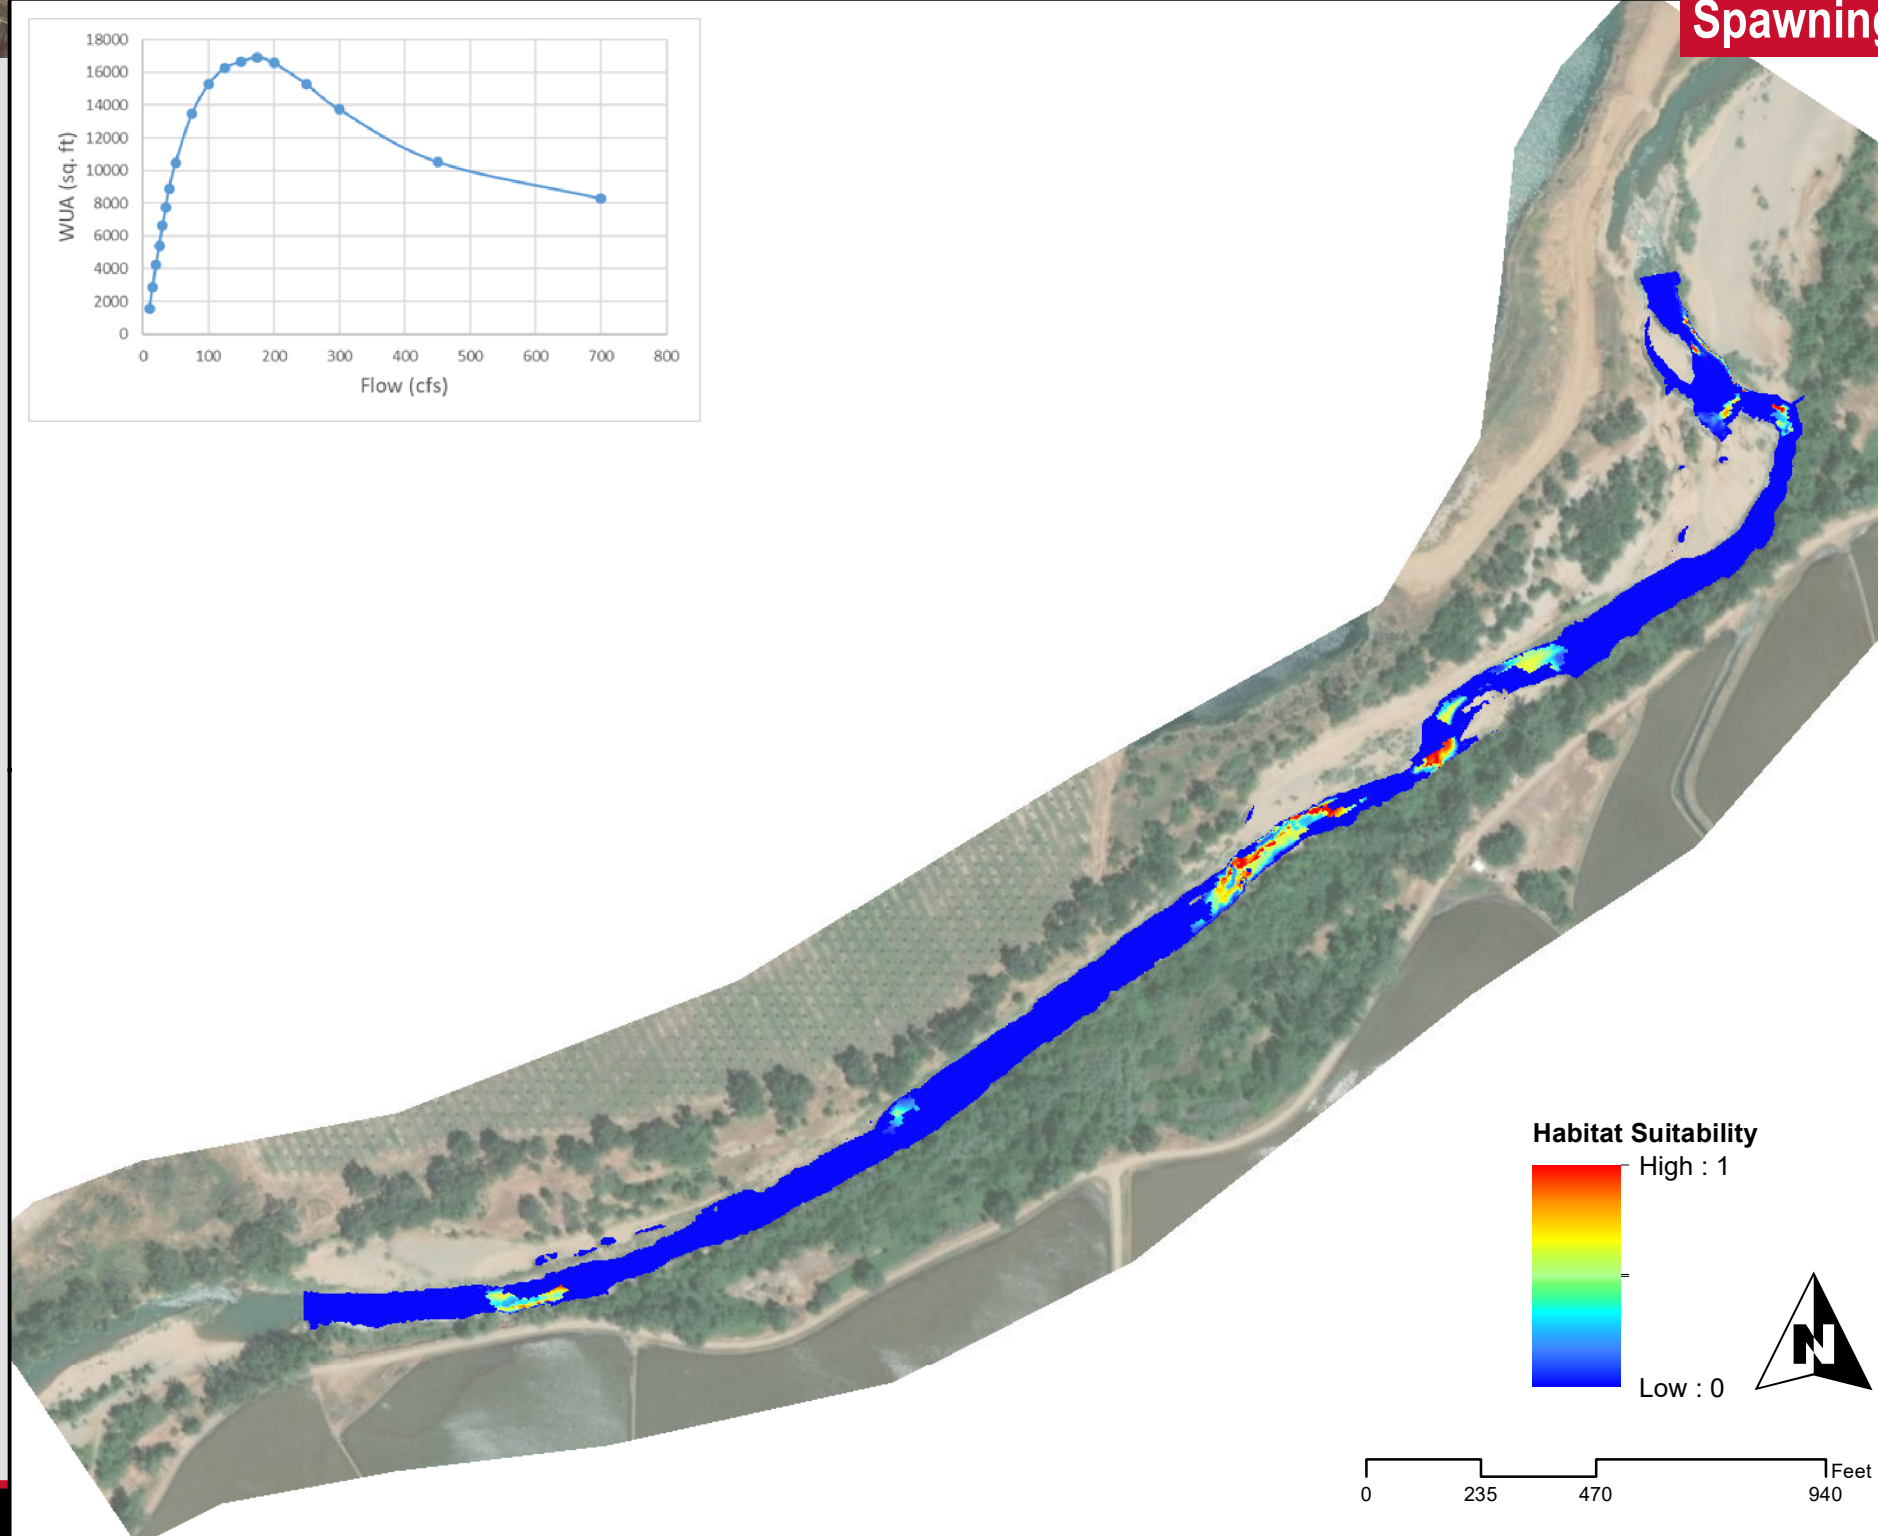 Spawning
18000
16000
14000
12000
10000
8000
6000
4000
2000
0
WUA (sq. ft)
0 100 200 300 400 500 600 700 800
Flow (cfs)
Habitat Suitability
High : 1
Low : 0
N
Feet
0 235 470 940